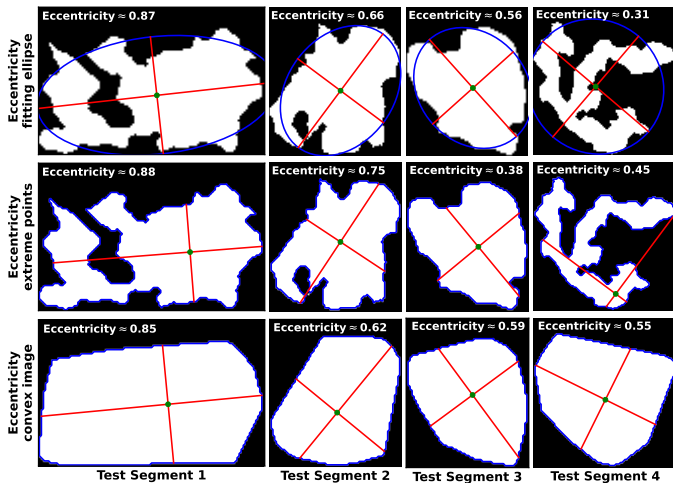 Eccentricity
fitting ellipse
Eccentricity≈0.87
Eccentricity≈0.66
Eccentricity≈0.56
Eccentricity≈0.31
Eccentricity
extreme points
Eccentricity≈0.88
Eccentricity≈0.75
Eccentricity≈0.38
Eccentricity≈0.45
Eccentricity
convex image
Eccentricity≈0.85
Eccentricity≈0.62
Eccentricity≈0.59
Eccentricity≈0.55
Test Segment 1
Test Segment 2
Test Segment 3
Test Segment 4